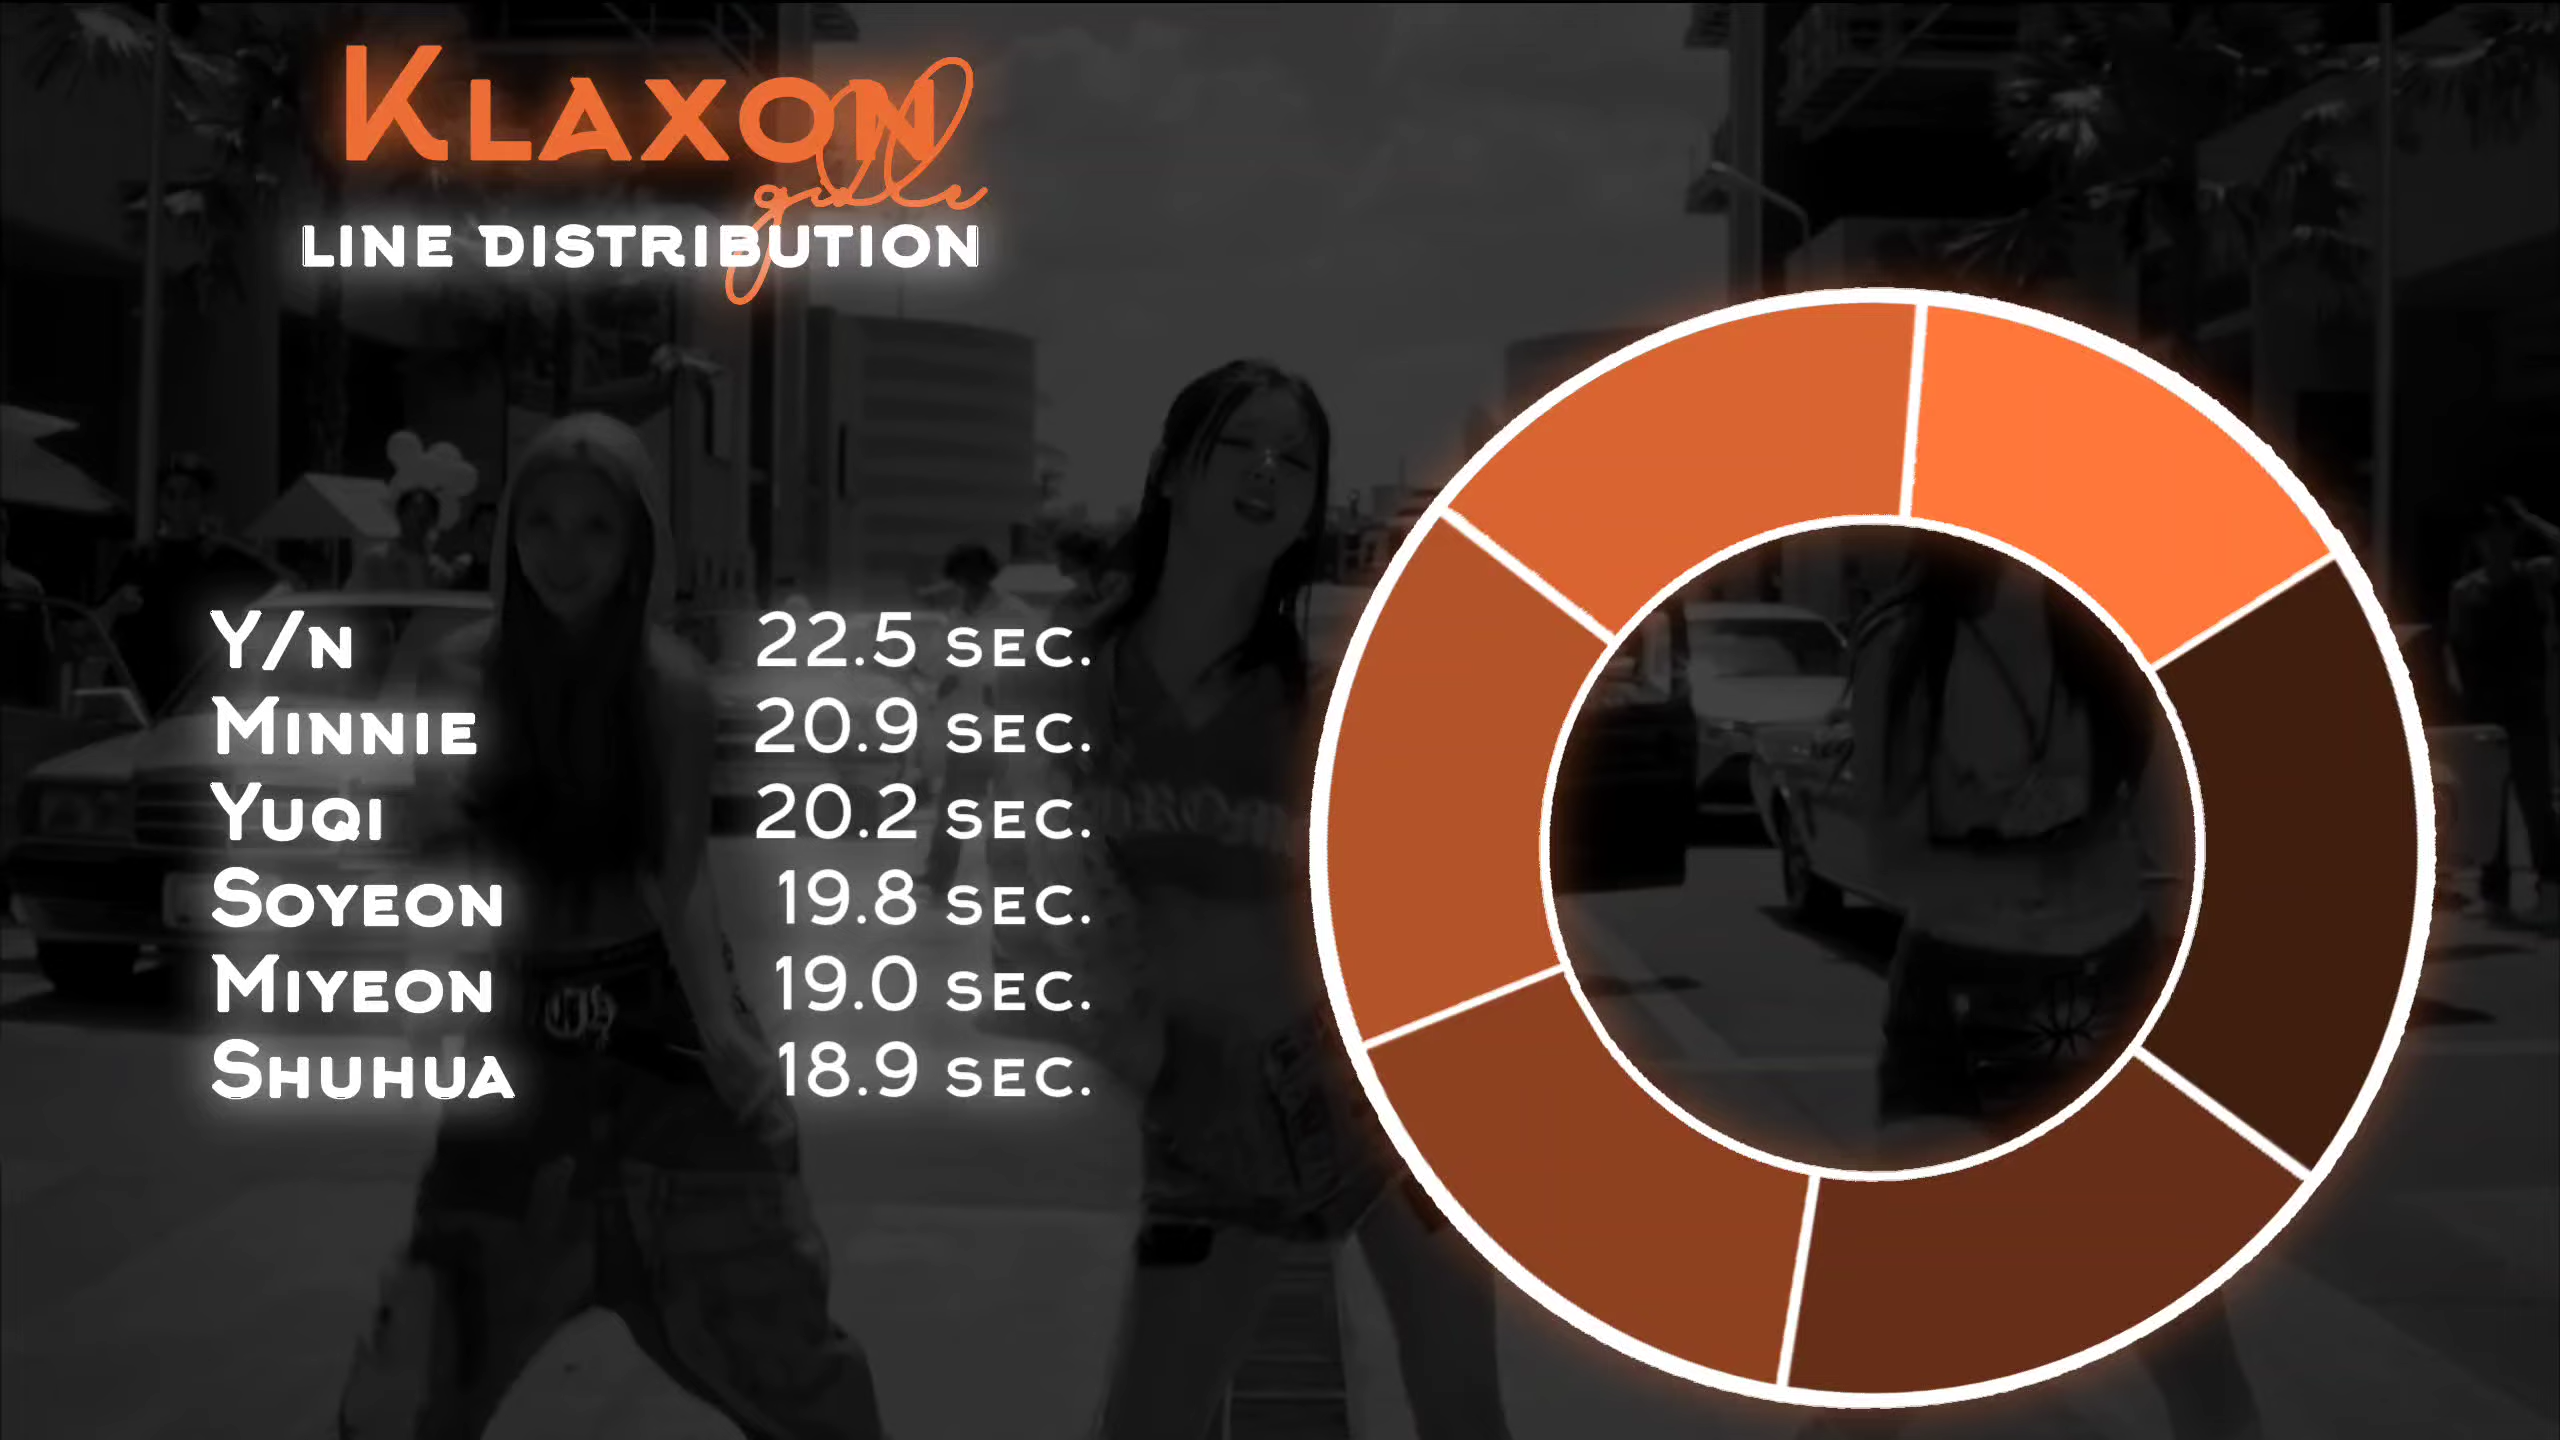 Klaxon
gidle
Line Distribution
Y/n 22.5 sec.
Minnie 20.9 sec.
Yuqi 20.2 sec.
Soyeon 19.8 sec.
Miyeon 19.0 sec.
Shuhua 18.9 sec.